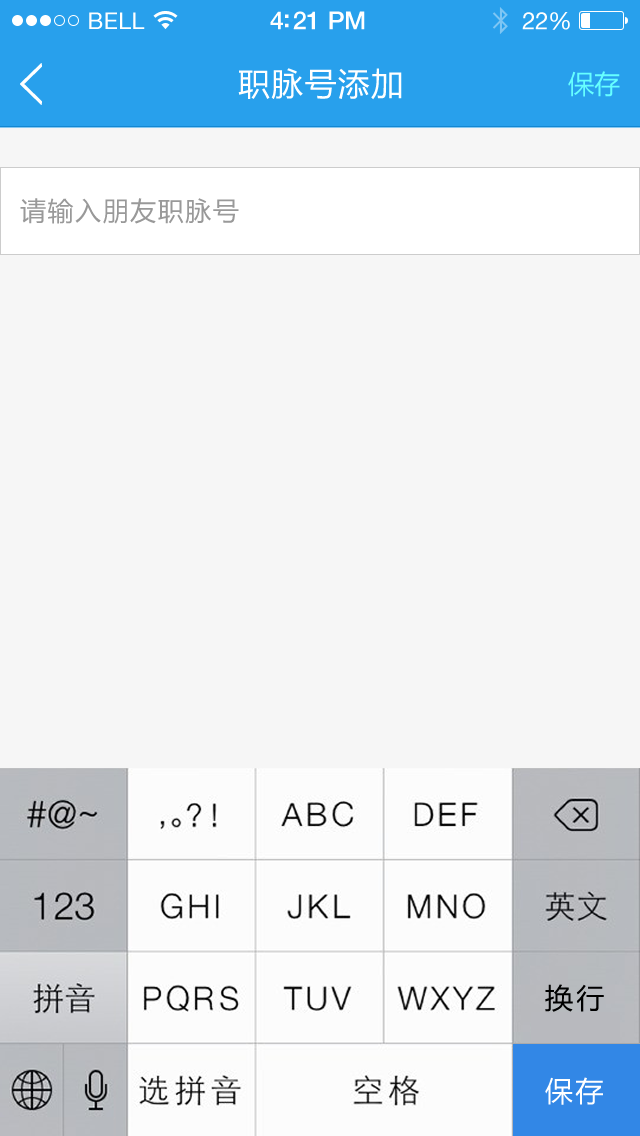 BELL 4:21 PM 22%
职脉号添加 保存
请输入朋友职脉号
#@~ ,。?! ABC DEF
123 GHI JKL MNO 英文
拼音 PQRS TUV WXYZ 换行
选拼音 空格 保存